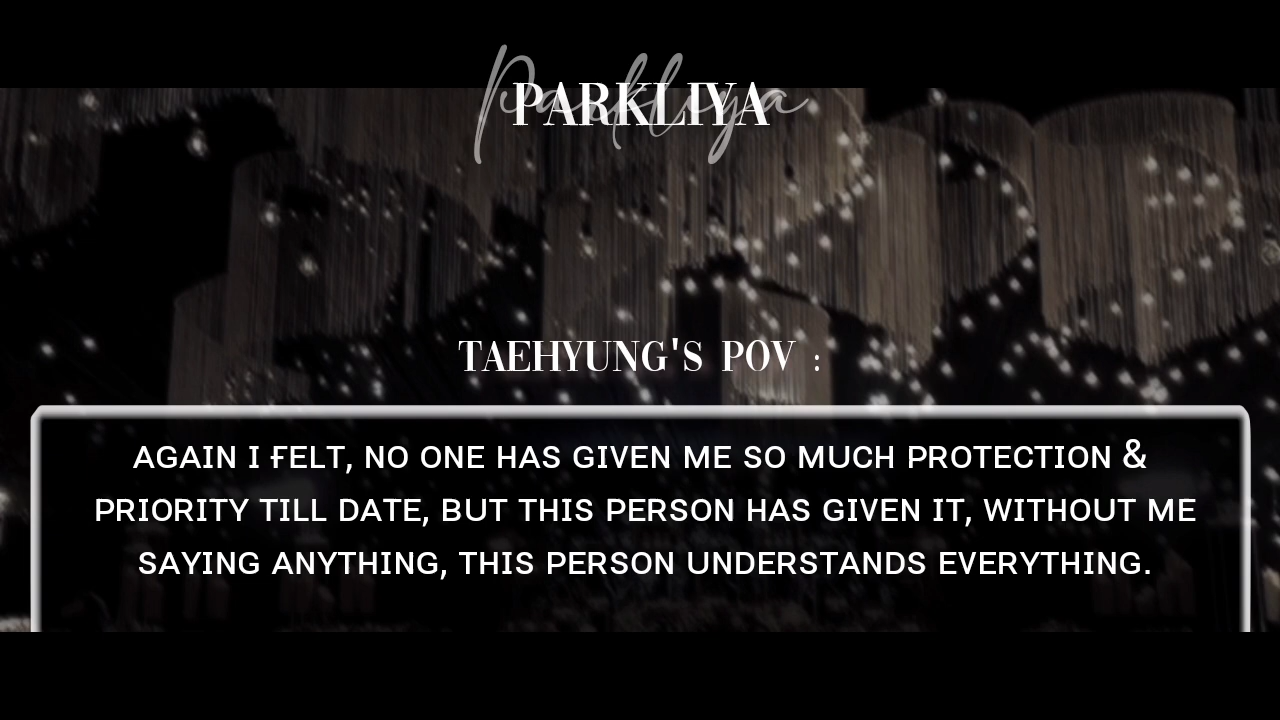 Parkliya
PARKLIYA
TAEHYUNG'S POV :
AGAIN I FELT, NO ONE HAS GIVEN ME SO MUCH PROTECTION &
PRIORITY TILL DATE, BUT THIS PERSON HAS GIVEN IT, WITHOUT ME
SAYING ANYTHING, THIS PERSON UNDERSTANDS EVERYTHING.